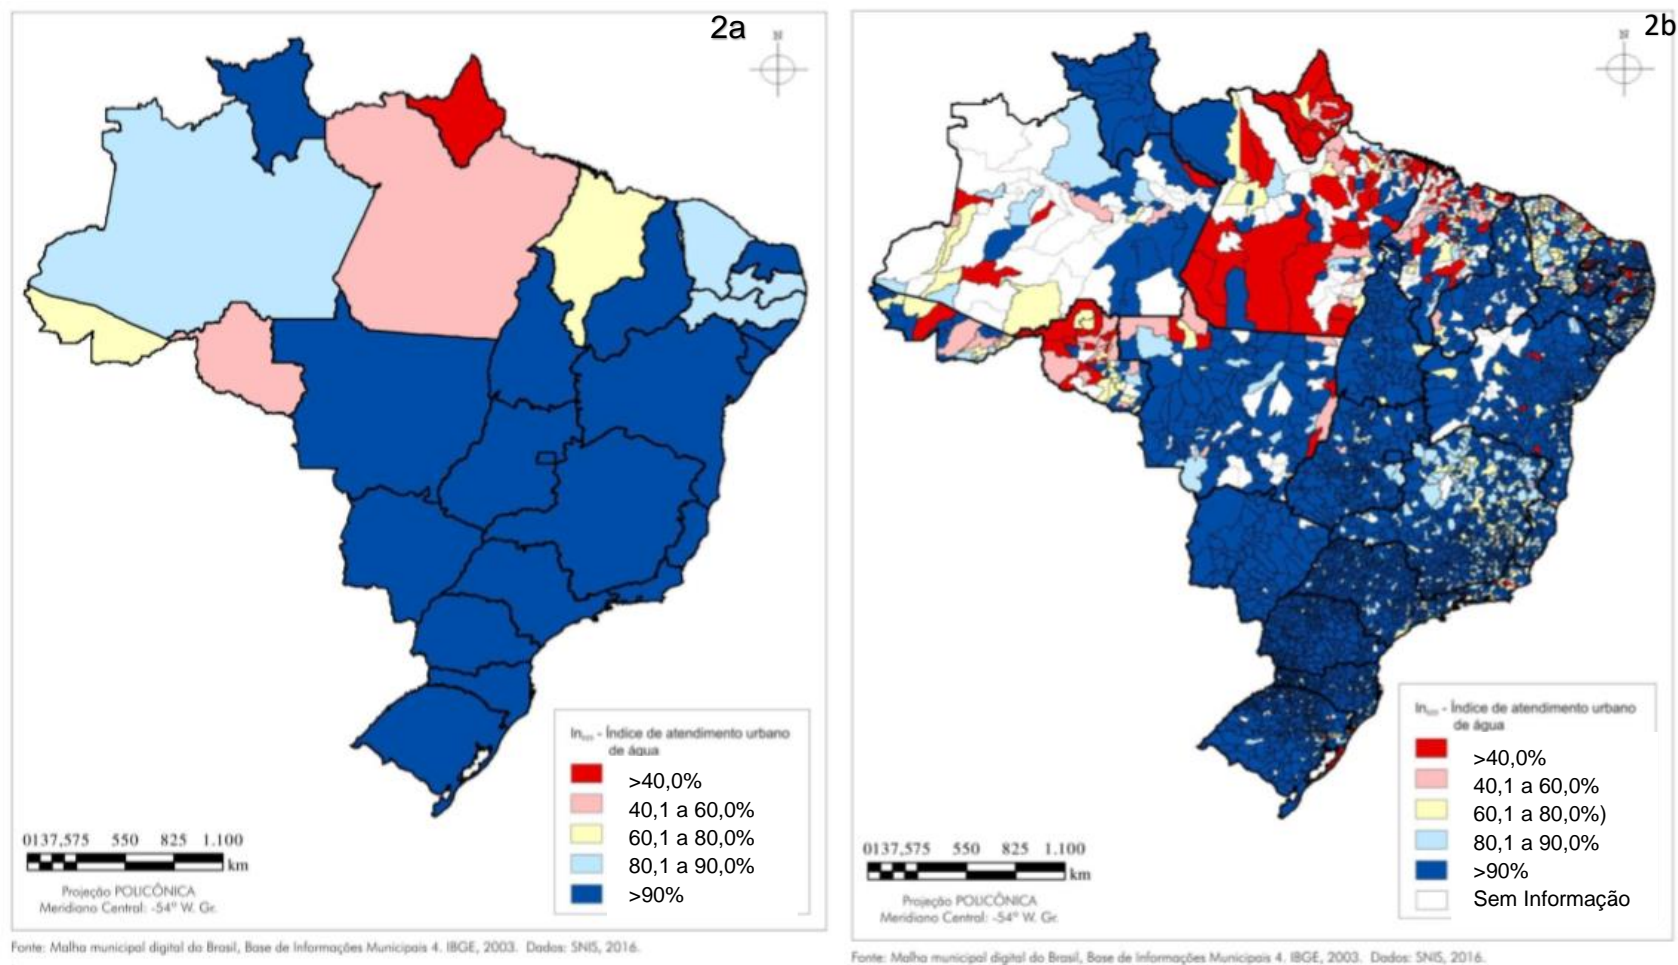 2a
N
In₀₂₃ - Índice de atendimento urbano
de água
>40,0%
40,1 a 60,0%
60,1 a 80,0%
80,1 a 90,0%
>90%
0137,575 550 825 1.100
km
Projeção POLICÔNICA
Meridiano Central: -54° W. Gr.
Fonte: Malha municipal digital do Brasil, Base de Informações Municipais 4. IBGE, 2003. Dados: SNIS, 2016.
2b
N
In₀₂₃ - Índice de atendimento urbano
de água
>40,0%
40,1 a 60,0%
60,1 a 80,0%)
80,1 a 90,0%
>90%
Sem Informação
0137,575 550 825 1.100
km
Projeção POLICÔNICA
Meridiano Central: -54° W. Gr.
Fonte: Malha municipal digital do Brasil, Base de Informações Municipais 4. IBGE, 2003. Dados: SNIS, 2016.